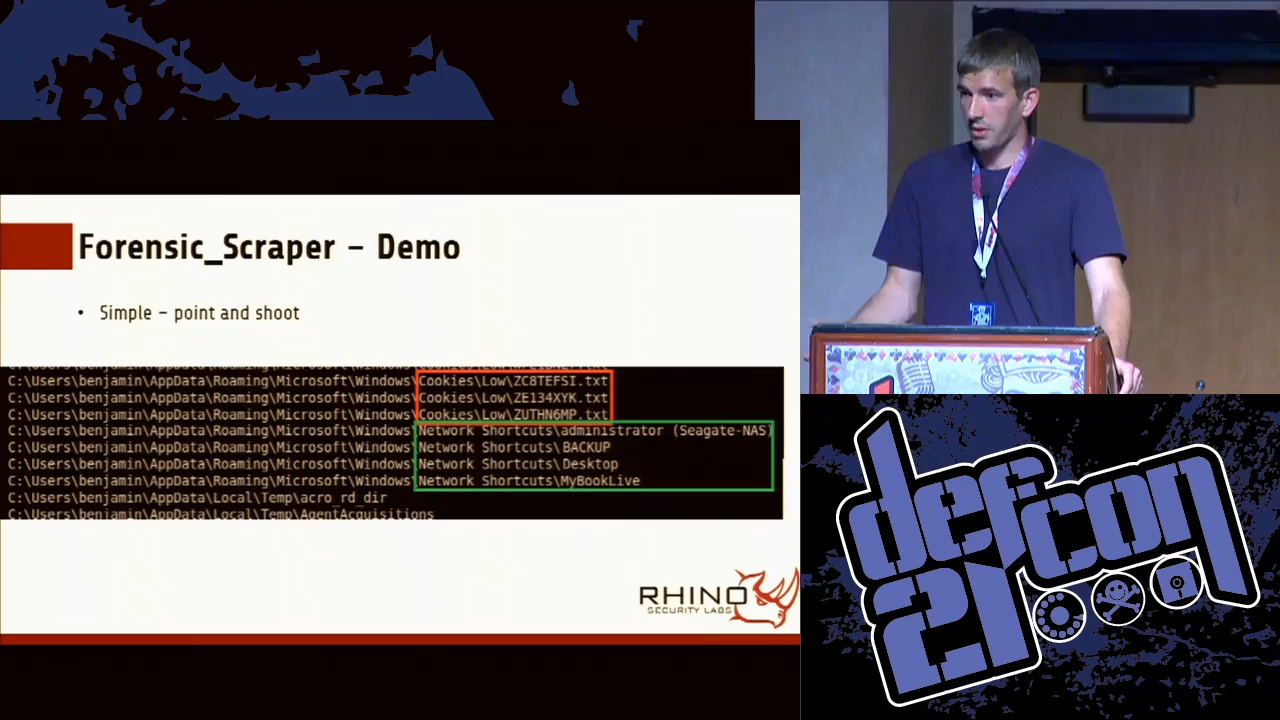 Forensic_Scraper – Demo
• Simple – point and shoot
C:\Users\benjamin\AppData\Roaming\Microsoft\Windows\Cookies\Low\ZC8TEFSI.txt
C:\Users\benjamin\AppData\Roaming\Microsoft\Windows\Cookies\Low\ZE134XYK.txt
C:\Users\benjamin\AppData\Roaming\Microsoft\Windows\Cookies\Low\ZUTHN6MP.txt
C:\Users\benjamin\AppData\Roaming\Microsoft\Windows\Network Shortcuts\administrator (Seagate-NAS)
C:\Users\benjamin\AppData\Roaming\Microsoft\Windows\Network Shortcuts\BACKUP
C:\Users\benjamin\AppData\Roaming\Microsoft\Windows\Network Shortcuts\Desktop
C:\Users\benjamin\AppData\Roaming\Microsoft\Windows\Network Shortcuts\MyBookLive
C:\Users\benjamin\AppData\Local\Temp\acro_rd_dir
C:\Users\benjamin\AppData\Local\Temp\AgentAcquisitions
RHINO
SECURITY LABS
defcon
21